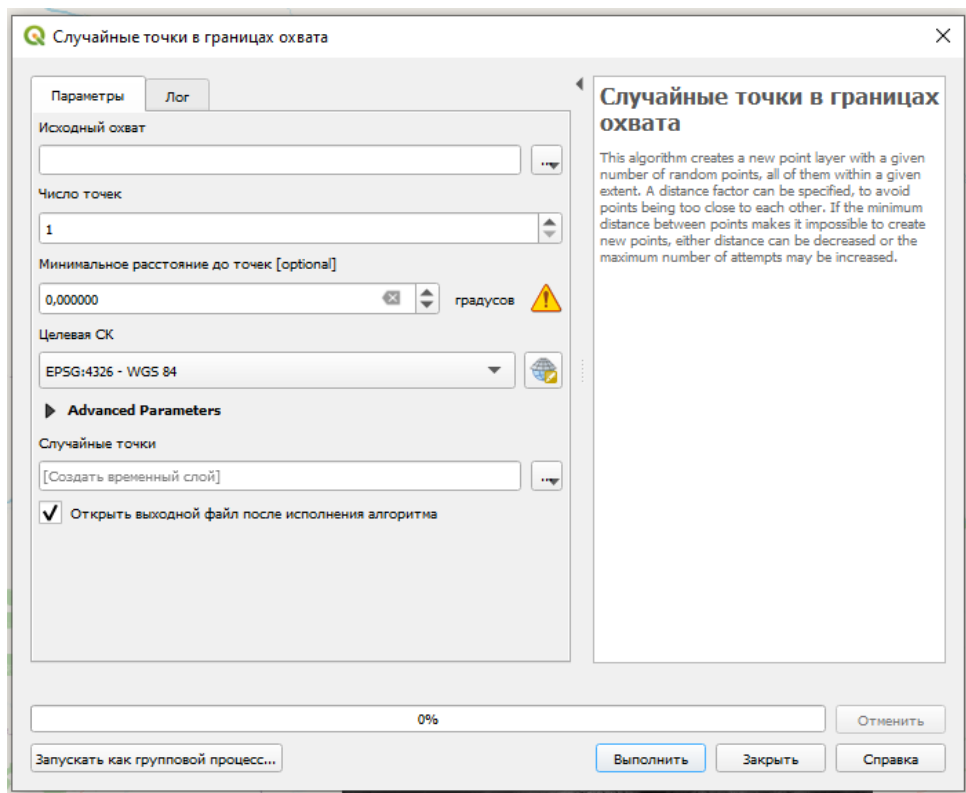 Случайные точки в границах охвата
Параметры
Лог
Исходный охват
...
Число точек
1
Минимальное расстояние до точек [optional]
0,000000
градусов
Целевая СК
EPSG:4326 - WGS 84
Advanced Parameters
Случайные точки
[Создать временный слой]
...
Открыть выходной файл после исполнения алгоритма
Случайные точки в границах
охвата
This algorithm creates a new point layer with a given
number of random points, all of them within a given
extent. A distance factor can be specified, to avoid
points being too close to each other. If the minimum
distance between points makes it impossible to create
new points, either distance can be decreased or the
maximum number of attempts may be increased.
0%
Отменить
Запускать как групповой процесс...
Выполнить
Закрыть
Справка